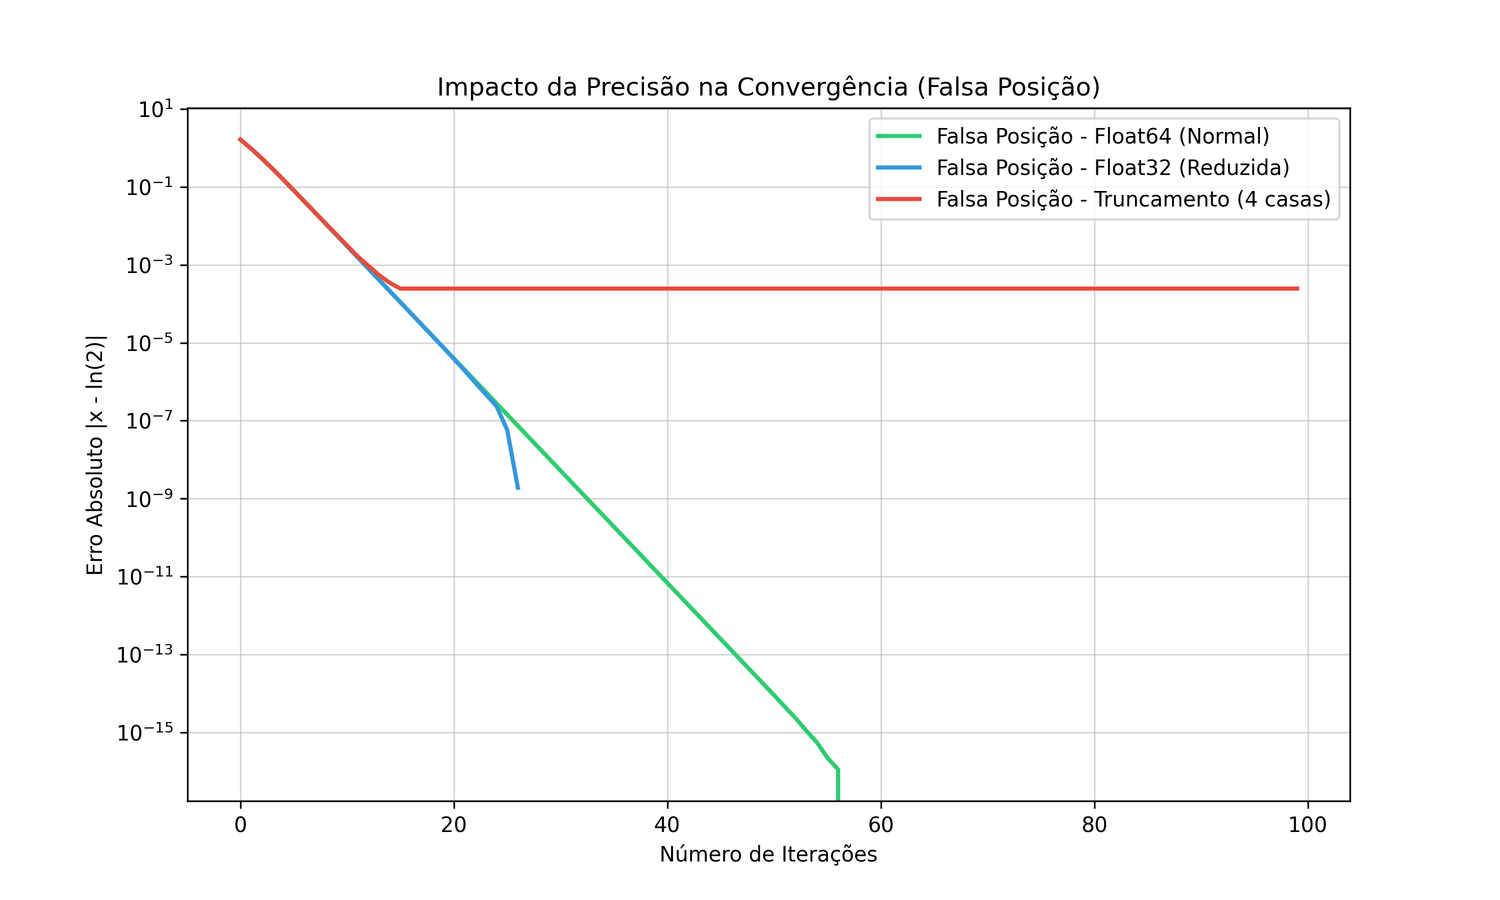 Impacto da Precisão na Convergência (Falsa Posição)
Falsa Posição - Float64 (Normal)
Falsa Posição - Float32 (Reduzida)
Falsa Posição - Truncamento (4 casas)
Erro Absoluto |x - ln(2)|
10¹
10⁻¹
10⁻³
10⁻⁵
10⁻⁷
10⁻⁹
10⁻¹¹
10⁻¹³
10⁻¹⁵
0 20 40 60 80 100
Número de Iterações